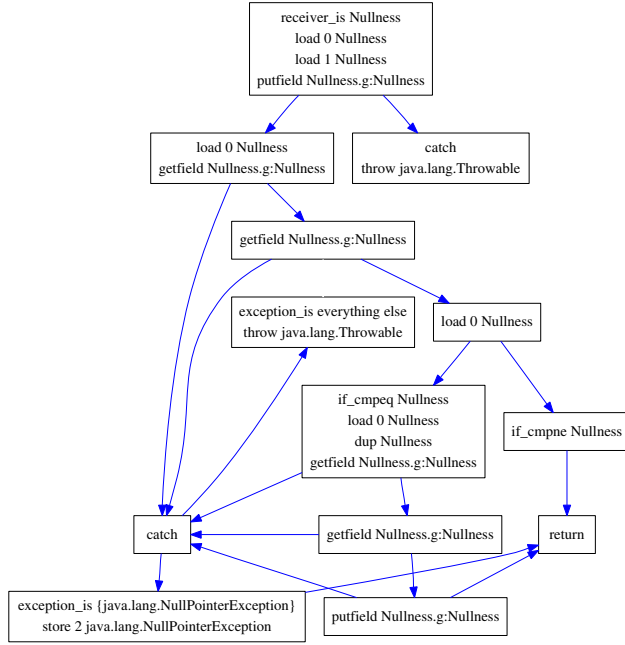 receiver_is Nullness
load 0 Nullness
load 1 Nullness
putfield Nullness.g:Nullness
load 0 Nullness
getfield Nullness.g:Nullness
catch
throw java.lang.Throwable
getfield Nullness.g:Nullness
exception_is everything else
throw java.lang.Throwable
load 0 Nullness
if_cmpeq Nullness
load 0 Nullness
dup Nullness
getfield Nullness.g:Nullness
if_cmpne Nullness
catch
getfield Nullness.g:Nullness
return
exception_is {java.lang.NullPointerException}
store 2 java.lang.NullPointerException
putfield Nullness.g:Nullness